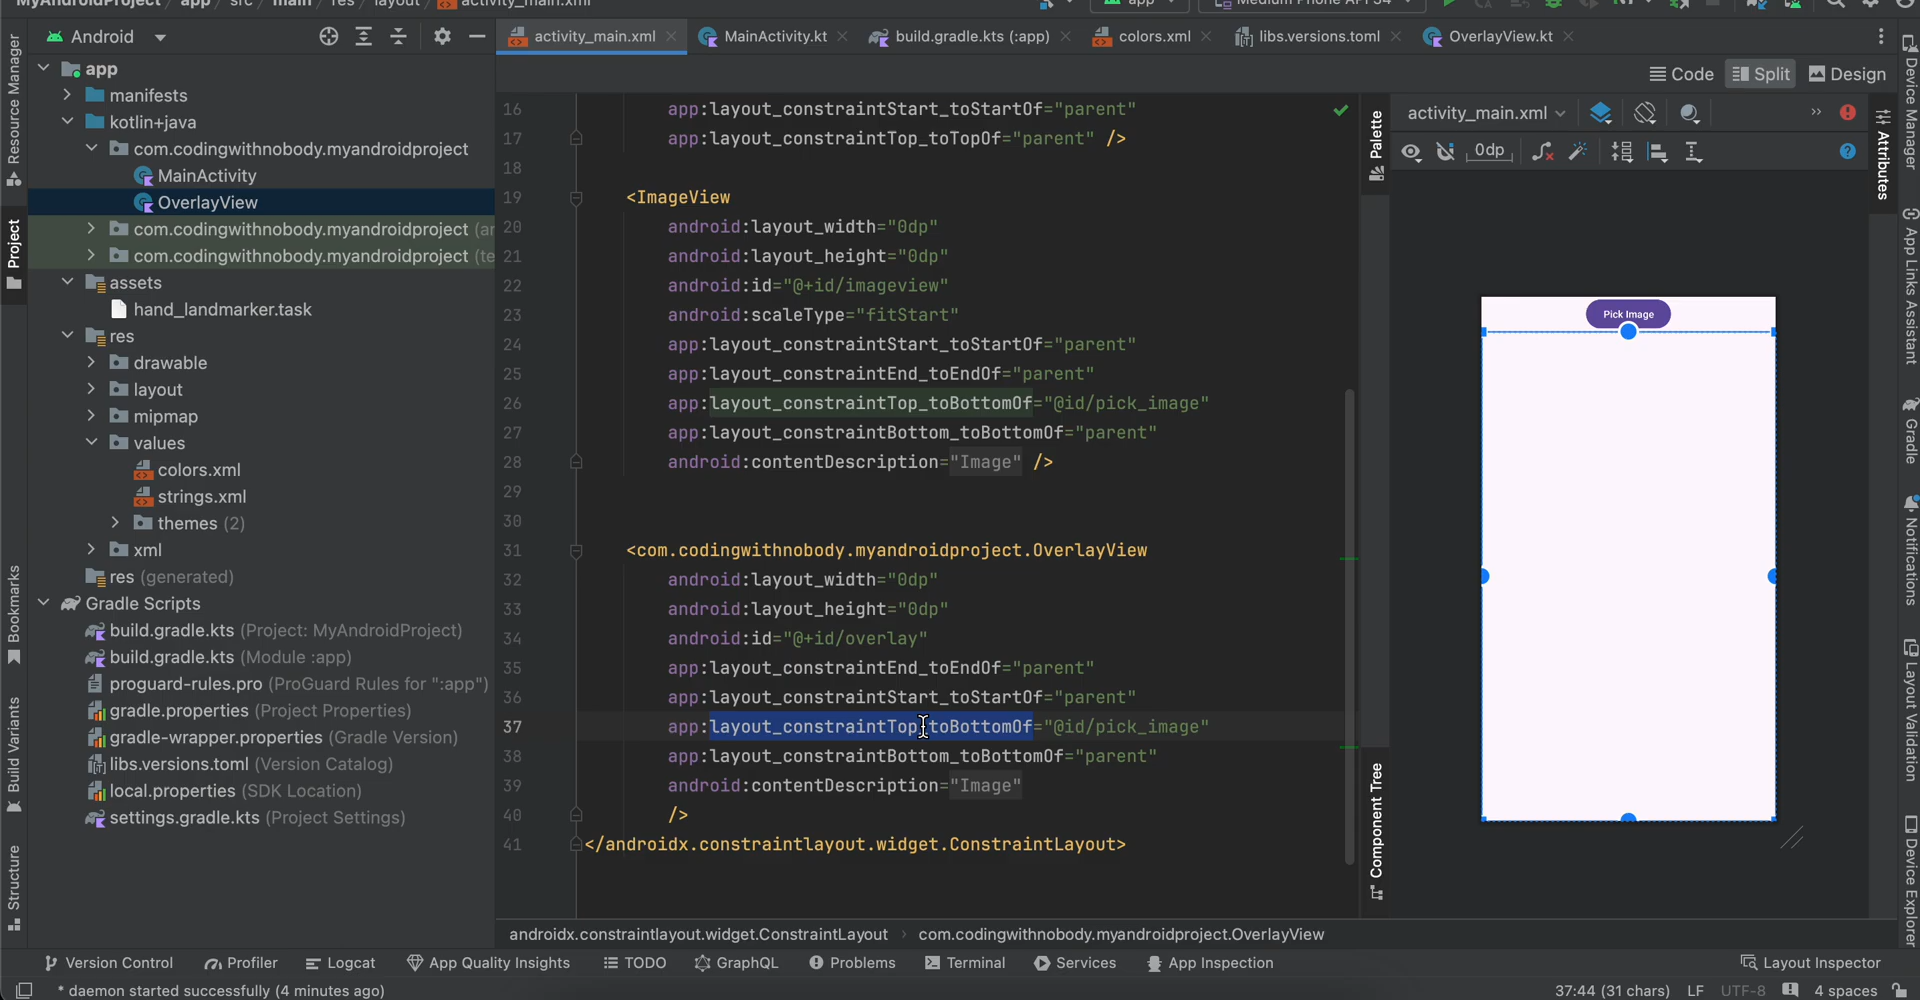 MyAndroidProject app src main res layout activity_main.xml
app Medium Phone API 34
Android
activity_main.xml MainActivity.kt build.gradle.kts (:app) colors.xml libs.versions.toml OverlayView.kt
Code Split Design
Resource Manager
Project
Bookmarks
Build Variants
Structure
app
manifests
kotlin+java
com.codingwithnobody.myandroidproject
MainActivity
OverlayView
com.codingwithnobody.myandroidproject (an
com.codingwithnobody.myandroidproject (te
assets
hand_landmarker.task
res
drawable
layout
mipmap
values
colors.xml
strings.xml
themes (2)
xml
res (generated)
Gradle Scripts
build.gradle.kts (Project: MyAndroidProject)
build.gradle.kts (Module :app)
proguard-rules.pro (ProGuard Rules for ":app")
gradle.properties (Project Properties)
gradle-wrapper.properties (Gradle Version)
libs.versions.toml (Version Catalog)
local.properties (SDK Location)
settings.gradle.kts (Project Settings)
16 app:layout_constraintStart_toStartOf="parent"
17 app:layout_constraintTop_toTopOf="parent" />
18
19 <ImageView
20 android:layout_width="0dp"
21 android:layout_height="0dp"
22 android:id="@+id/imageview"
23 android:scaleType="fitStart"
24 app:layout_constraintStart_toStartOf="parent"
25 app:layout_constraintEnd_toEndOf="parent"
26 app:layout_constraintTop_toBottomOf="@id/pick_image"
27 app:layout_constraintBottom_toBottomOf="parent"
28 android:contentDescription="Image" />
29
30
31 <com.codingwithnobody.myandroidproject.OverlayView
32 android:layout_width="0dp"
33 android:layout_height="0dp"
34 android:id="@+id/overlay"
35 app:layout_constraintEnd_toEndOf="parent"
36 app:layout_constraintStart_toStartOf="parent"
37 app:layout_constraintTop_toBottomOf="@id/pick_image"
38 app:layout_constraintBottom_toBottomOf="parent"
39 android:contentDescription="Image"
40 />
41 </androidx.constraintlayout.widget.ConstraintLayout>
Palette
Component Tree
activity_main.xml
0dp
Pick Image
Attributes
Device Manager
App Links Assistant
Gradle
Notifications
Layout Validation
Device Explorer
androidx.constraintlayout.widget.ConstraintLayout com.codingwithnobody.myandroidproject.OverlayView
Version Control Profiler Logcat App Quality Insights TODO GraphQL Problems Terminal Services App Inspection Layout Inspector
* daemon started successfully (4 minutes ago) 37:44 (31 chars) LF UTF-8 4 spaces